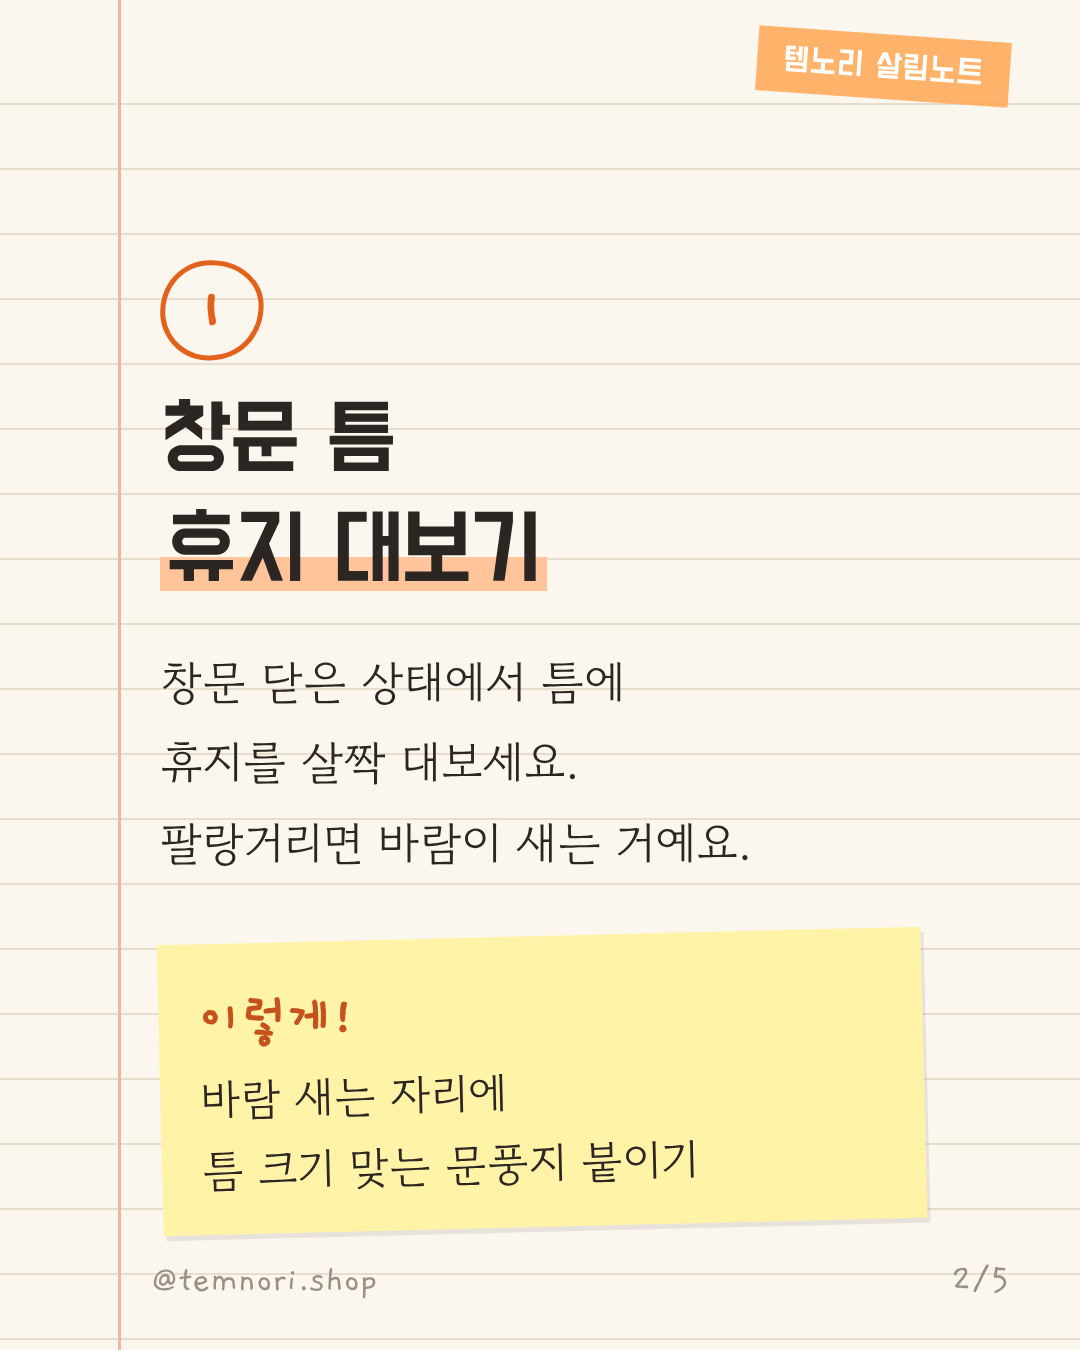 템노리 살림노트
1
창문 틈
휴지 대보기
창문 닫은 상태에서 틈에
휴지를 살짝 대보세요.
팔랑거리면 바람이 새는 거예요.
이렇게!
바람 새는 자리에
틈 크기 맞는 문풍지 붙이기
@temnori.shop
2/5